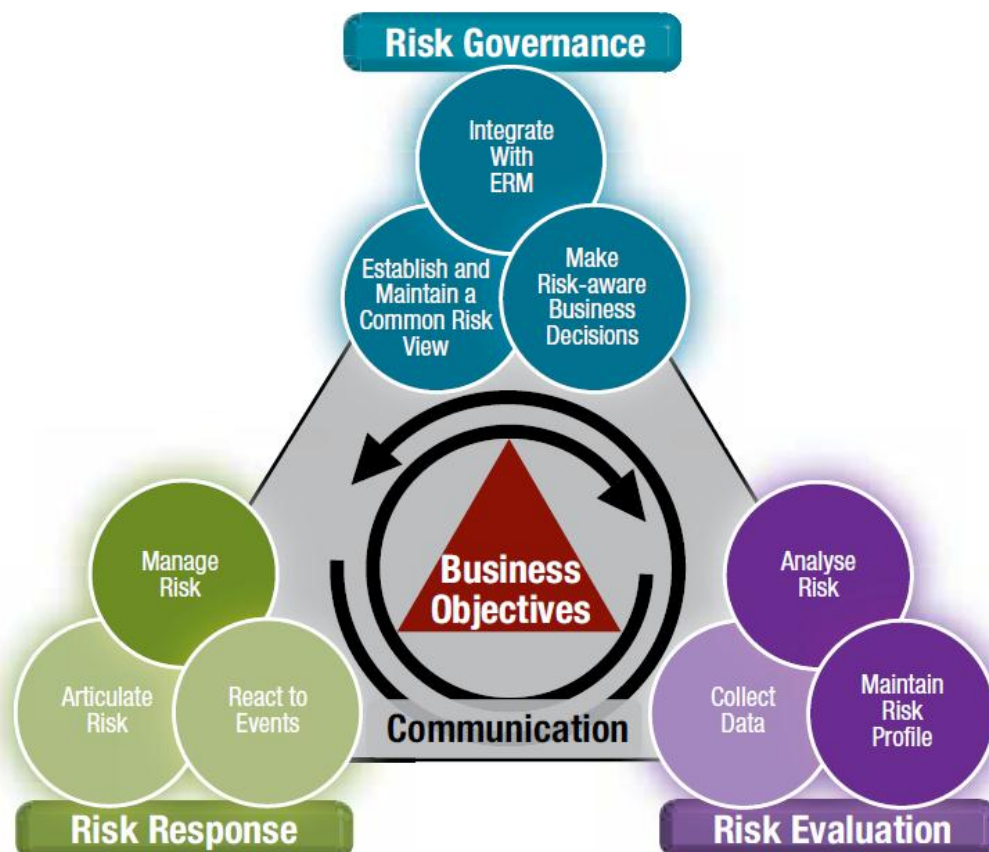 Risk Governance
Integrate
With
ERM
Establish and
Maintain a
Common Risk
View
Make
Risk-aware
Business
Decisions
Manage
Risk
Articulate
Risk
React to
Events
Business
Objectives
Communication
Analyse
Risk
Collect
Data
Maintain
Risk
Profile
Risk Response
Risk Evaluation